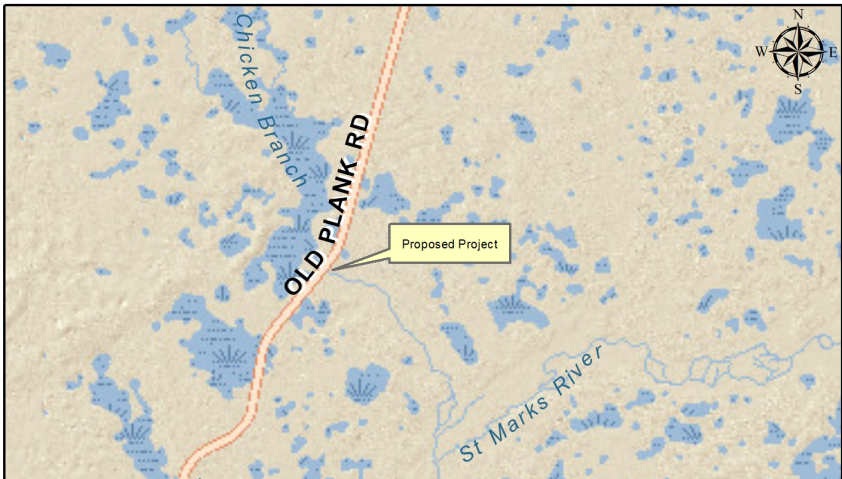 N
W E
S
Chicken Branch
OLD PLANK RD
Proposed Project
St Marks River